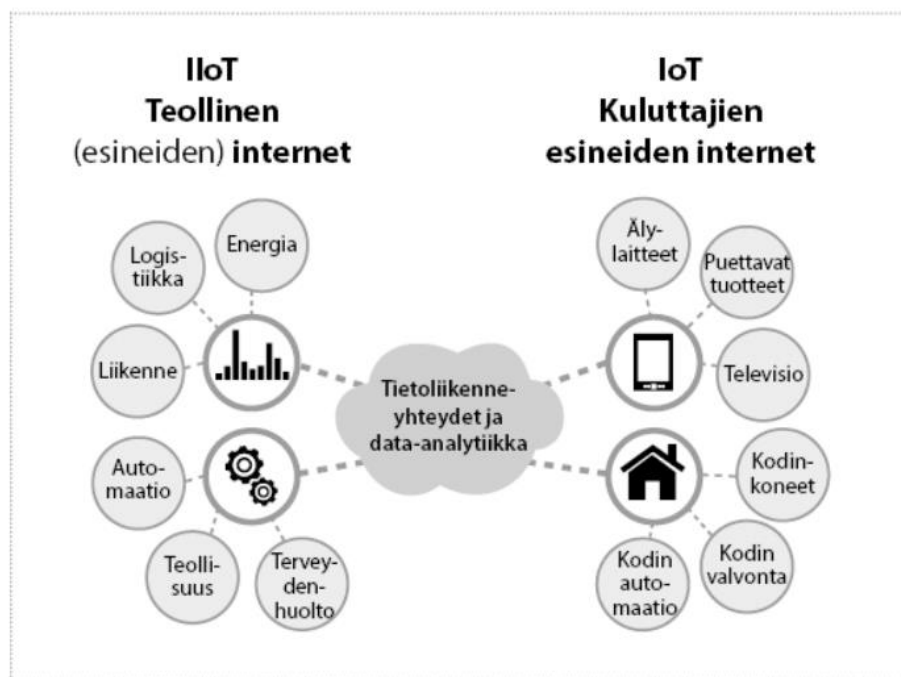 IIoT
Teollinen
(esineiden) internet
Energia
Logis-
tiikka
Liikenne
Auto-
maatio
Teolli-
suus
Tervey-
den-
huolto
Tietoliikenne-
yhteydet ja
data-analytiikka
IoT
Kuluttajien
esineiden internet
Äly-
laitteet
Puettavat
tuotteet
Televisio
Kodin-
koneet
Kodin
valvonta
Kodin
auto-
maatio